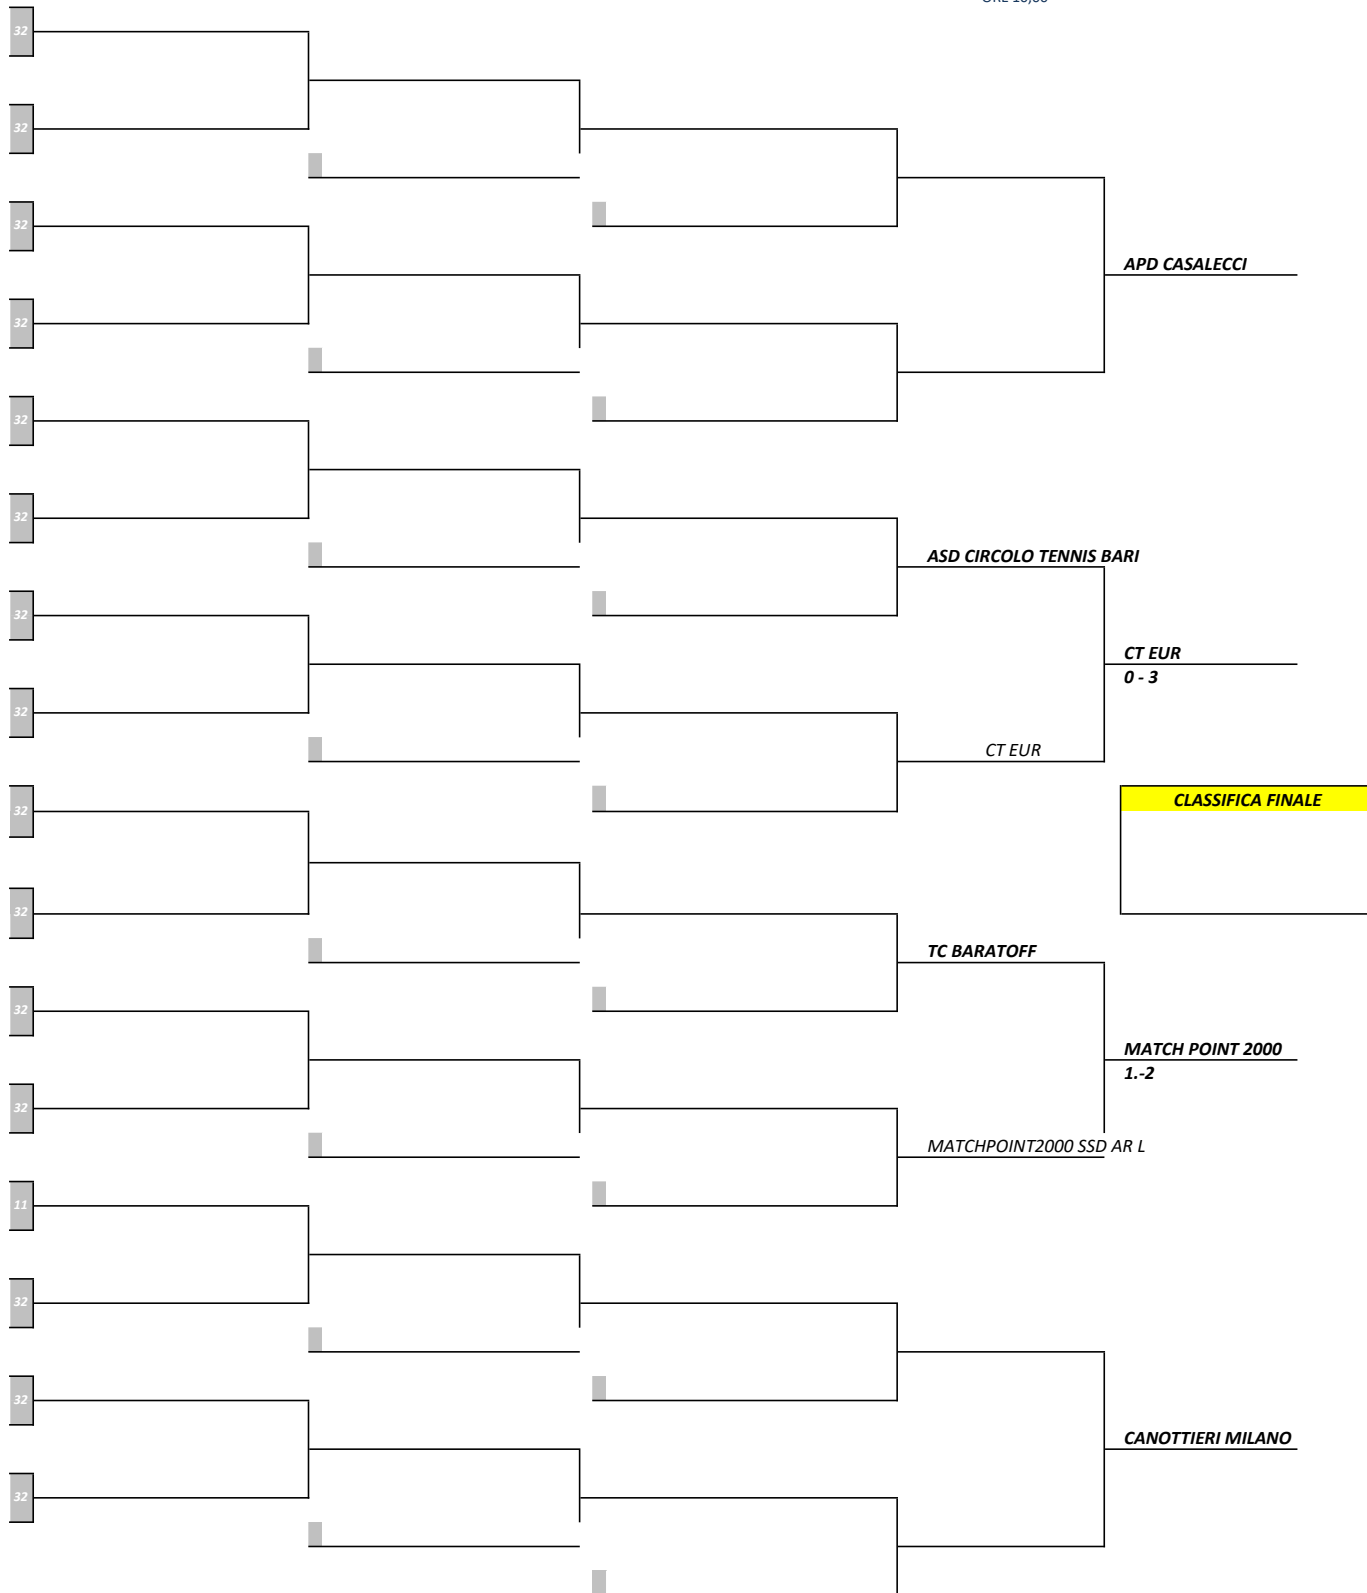 32
32
32
APD CASALECCI
32
32
32
ASD CIRCOLO TENNIS BARI
32
CT EUR
0 - 3
32
CT EUR
32
CLASSIFICA FINALE
32
TC BARATOFF
32
MATCH POINT 2000
1.-2
32
MATCHPOINT2000 SSD AR L
11
32
32
CANOTTIERI MILANO
32